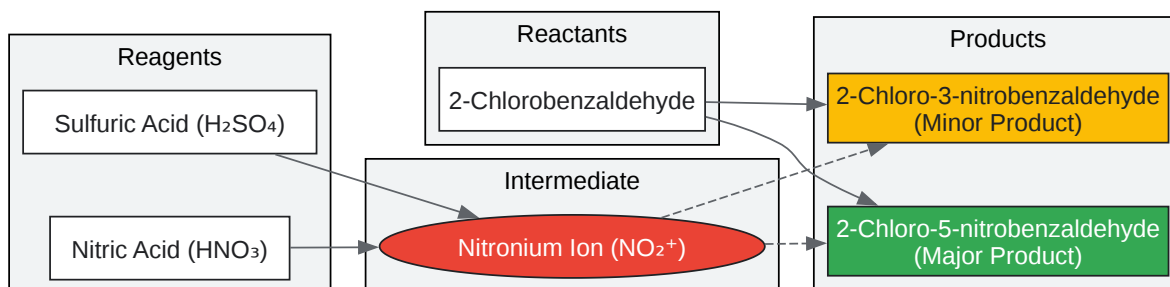 Reagents
Sulfuric Acid (H₂SO₄)
Nitric Acid (HNO₃)
Reactants
2-Chlorobenzaldehyde
Intermediate
Nitronium Ion (NO₂⁺)
Products
2-Chloro-3-nitrobenzaldehyde
(Minor Product)
2-Chloro-5-nitrobenzaldehyde
(Major Product)